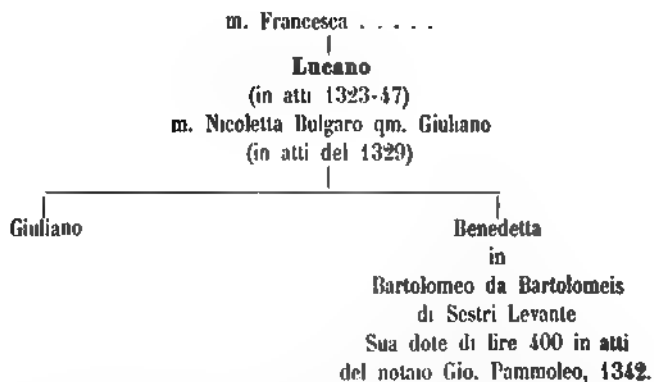 m. Francesca . . . . .
Lucano
(in atti 1323-47)
m. Nicoletta Bulgaro qm. Giuliano
(in atti del 1329)
Giuliano
Benedetta
in
Bartolomeo da Bartolomeis
di Sestri Levante
Sua dote di lire 400 in atti
del notaio Gio. Pammoleo, 1342.